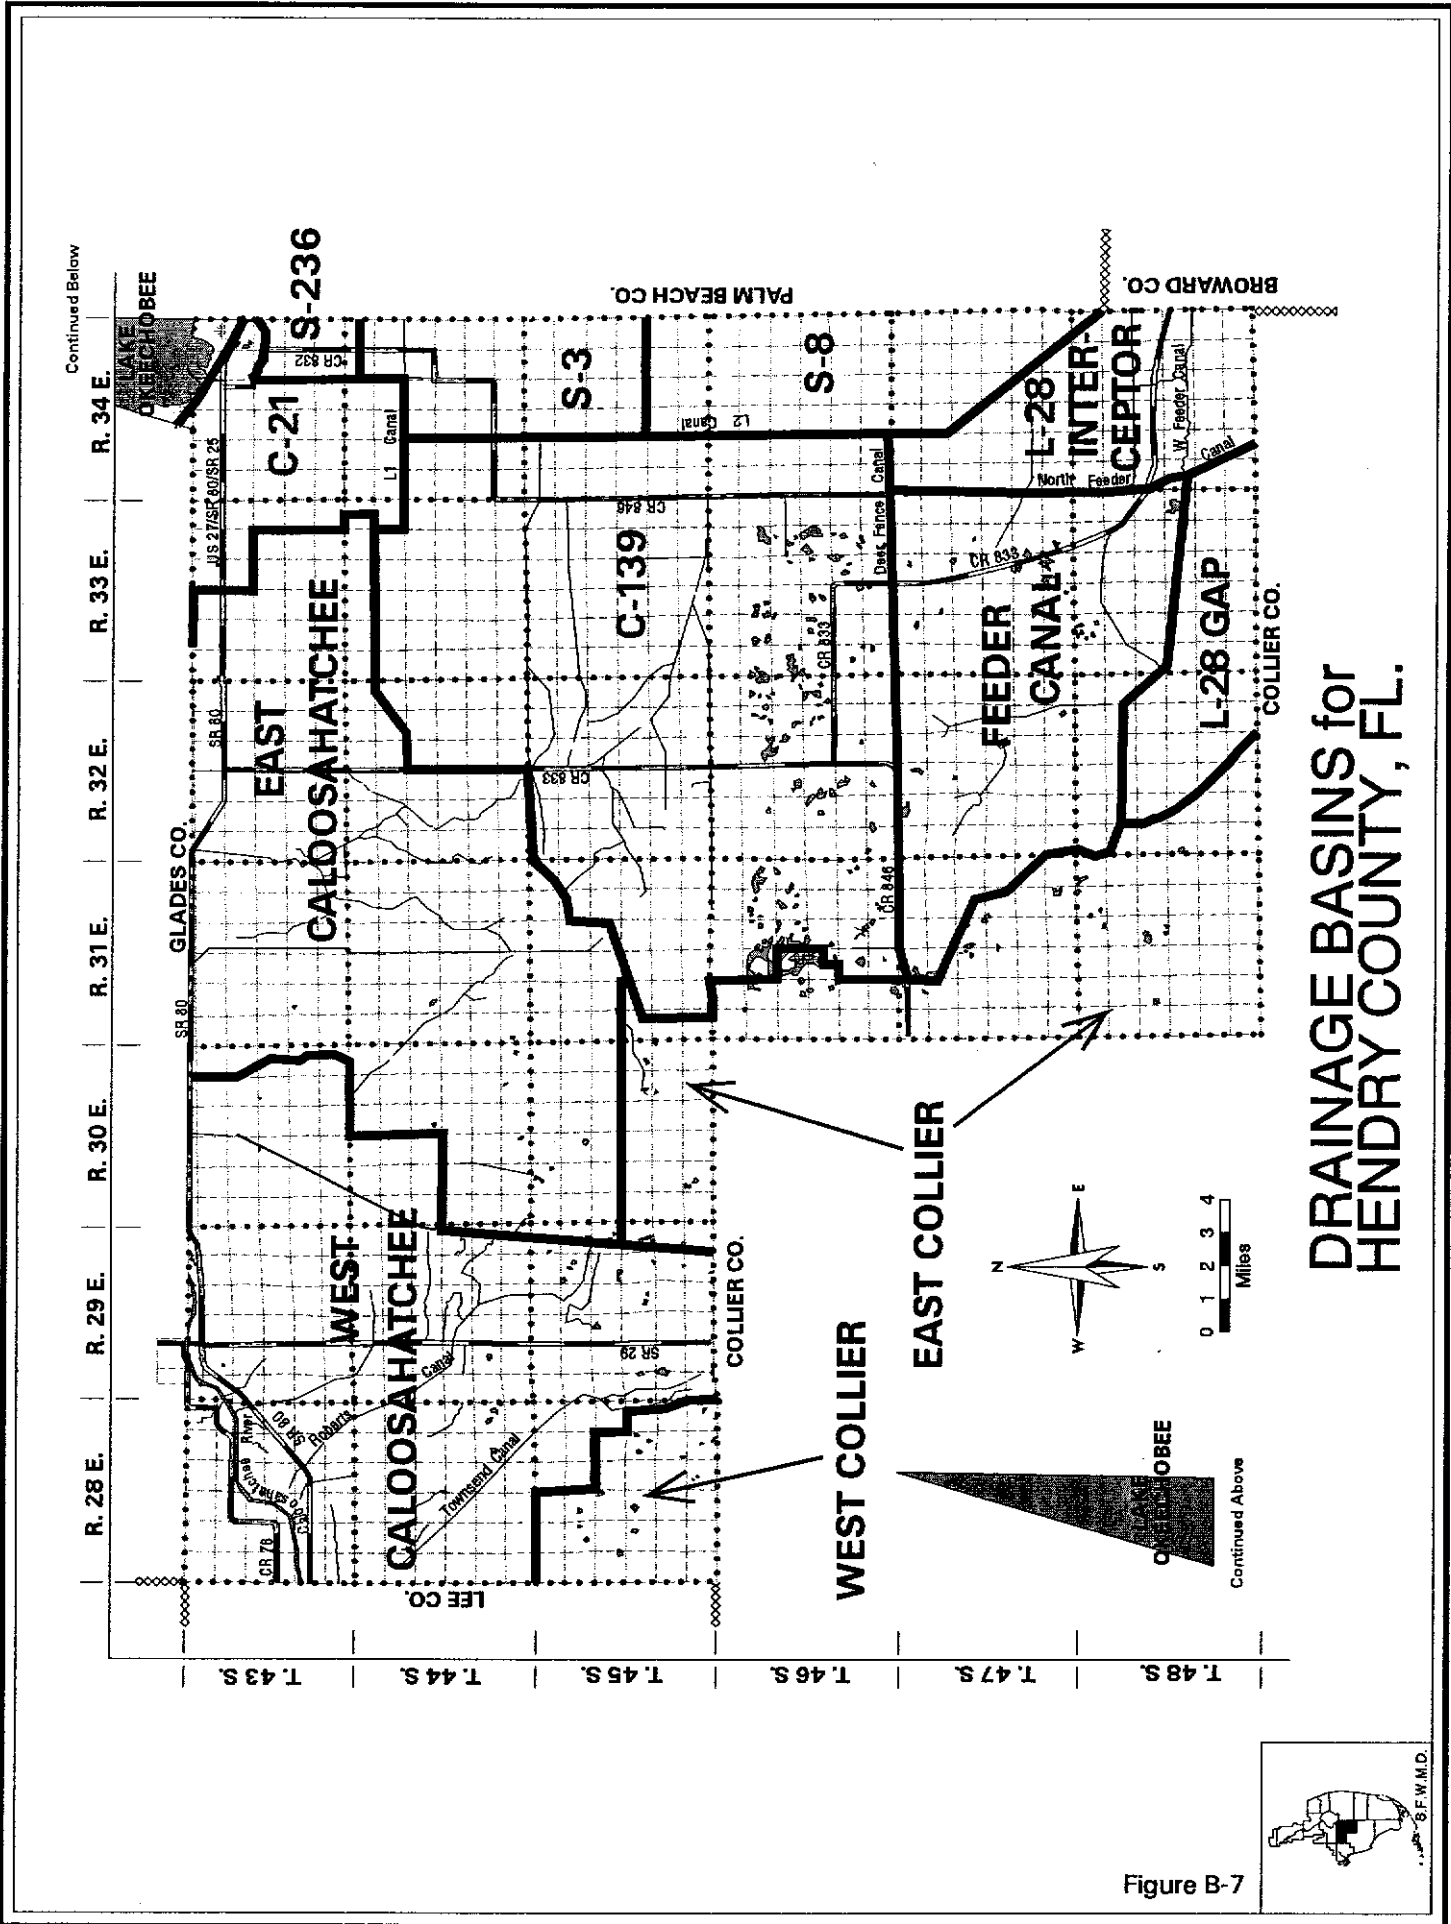 Continued Below
LAKE
OKEECHOBEE
R. 28 E.
R. 29 E.
R. 30 E.
R. 31 E.
R. 32 E.
R. 33 E.
R. 34 E.
T. 43 S.
T. 44 S.
T. 45 S.
T. 46 S.
T. 47 S.
T. 48 S.
GLADES CO.
LEE CO.
COLLIER CO.
COLLIER CO.
PALM BEACH CO.
BROWARD CO.
S-236
C-21
S-3
S-8
C-139
EAST
CALOOSAHATCHEE
WEST
CALOOSAHATCHEE
FEEDER
CANAL
L-28
INTER-
CEPTOR
L-28 GAP
EAST COLLIER
WEST COLLIER
CR 832
US 27/SR 80/SR 25
SR 80
SR 80
SR 80
CR 78
Caloosahatchee River
Roberts Canal
Townsend Canal
SR 29
L1 Canal
L2 Canal
CR 846
CR 846
CR 833
CR 833
CR 833
Deer Fence Canal
North Feeder
Canal
W Feeder Canal
N
E
S
W
0 1 2 3 4
Miles
LAKE
OKEECHOBEE
Continued Above
DRAINAGE BASINS for
HENDRY COUNTY, FL.
S.F.W.M.D.
Figure B-7